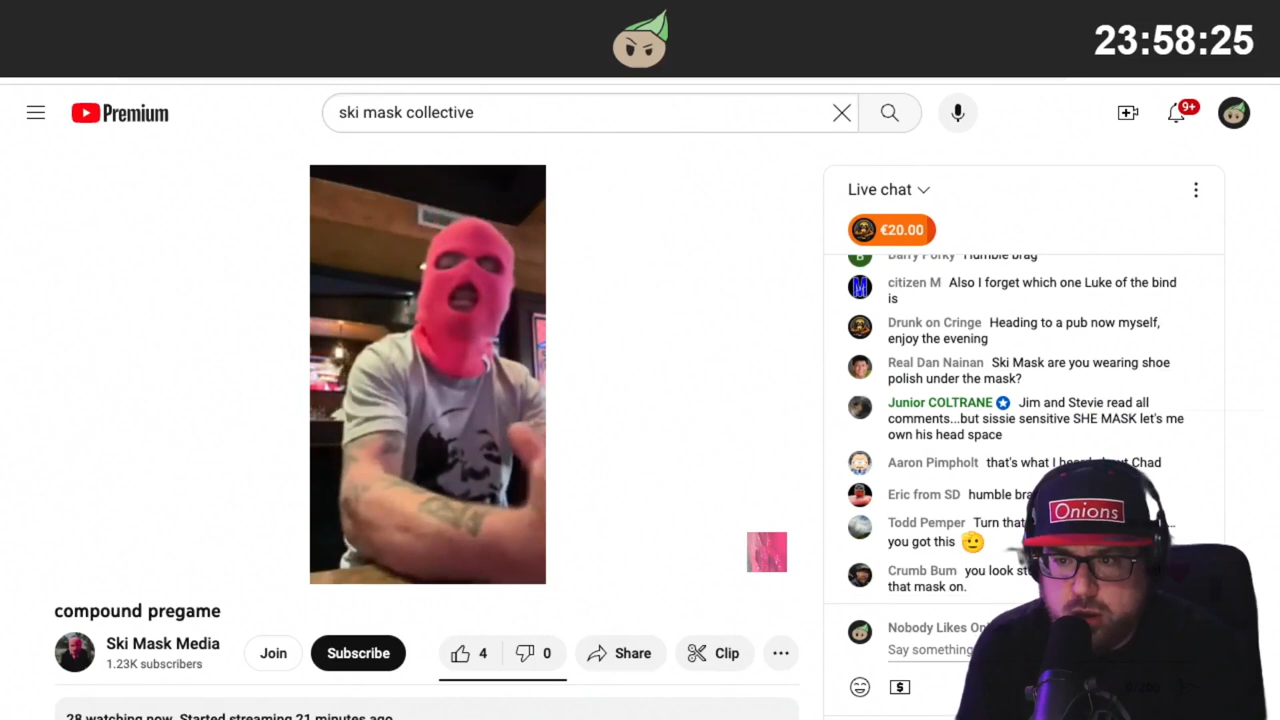 23:58:25
Premium
ski mask collective
9+
Live chat
€20.00
Humble brag
citizen M Also I forget which one Luke of the bind
is
Drunk on Cringe Heading to a pub now myself,
enjoy the evening
Real Dan Nainan Ski Mask are you wearing shoe
polish under the mask?
Junior COLTRANE Jim and Stevie read all
comments...but sissie sensitive SHE MASK let's me
own his head space
Aaron Pimpholt that's what I Chad
Eric from SD humble
Todd Pemper Turn
you got this
Crumb Bum you look
that mask on.
Onions
Nobody Likes
Say something
compound pregame
Ski Mask Media
1.23K subscribers
Join
Subscribe
4
0
Share
Clip
28 watching now Started streaming 21 minutes ago